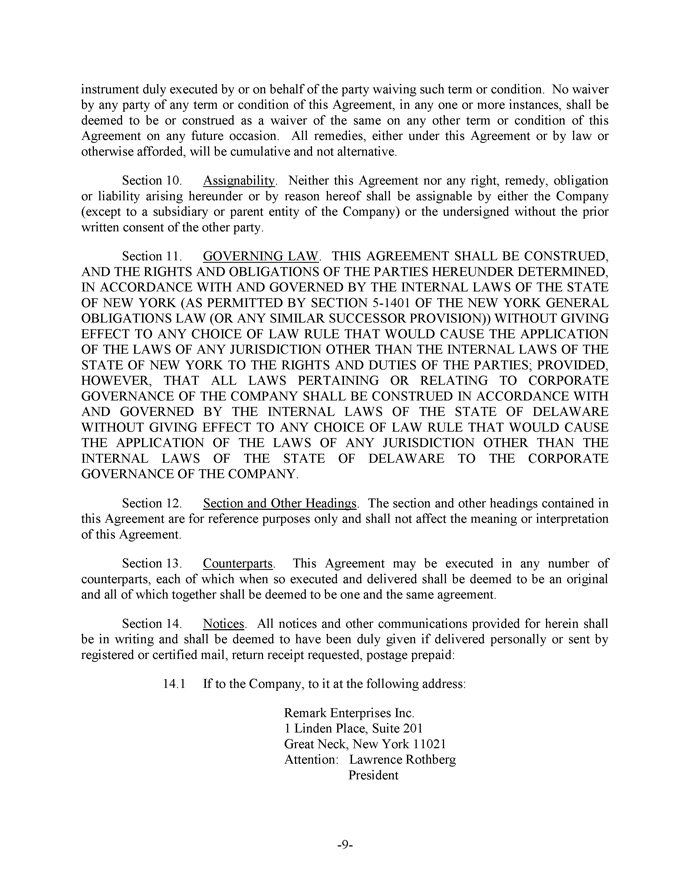 instrument duly executed by or on behalf of the party waiving such term or condition.  No waiver
by any party of any term or condition of this Agreement, in any one or more instances, shall be
deemed to be or construed as a waiver of the same on any other term or condition of this
Agreement on any future occasion.  All remedies, either under this Agreement or by law or
otherwise afforded, will be cumulative and not alternative.
Section 10.  Assignability.  Neither this Agreement nor any right, remedy, obligation
or liability arising hereunder or by reason hereof shall be assignable by either the Company
(except to a subsidiary or parent entity of the Company) or the undersigned without the prior
written consent of the other party.
Section 11.  GOVERNING LAW.  THIS AGREEMENT SHALL BE CONSTRUED,
AND THE RIGHTS AND OBLIGATIONS OF THE PARTIES HEREUNDER DETERMINED,
IN ACCORDANCE WITH AND GOVERNED BY THE INTERNAL LAWS OF THE STATE
OF NEW YORK (AS PERMITTED BY SECTION 5-1401 OF THE NEW YORK GENERAL
OBLIGATIONS LAW (OR ANY SIMILAR SUCCESSOR PROVISION)) WITHOUT GIVING
EFFECT TO ANY CHOICE OF LAW RULE THAT WOULD CAUSE THE APPLICATION
OF THE LAWS OF ANY JURISDICTION OTHER THAN THE INTERNAL LAWS OF THE
STATE OF NEW YORK TO THE RIGHTS AND DUTIES OF THE PARTIES; PROVIDED,
HOWEVER, THAT ALL LAWS PERTAINING OR RELATING TO CORPORATE
GOVERNANCE OF THE COMPANY SHALL BE CONSTRUED IN ACCORDANCE WITH
AND GOVERNED BY THE INTERNAL LAWS OF THE STATE OF DELAWARE
WITHOUT GIVING EFFECT TO ANY CHOICE OF LAW RULE THAT WOULD CAUSE
THE APPLICATION OF THE LAWS OF ANY JURISDICTION OTHER THAN THE
INTERNAL LAWS OF THE STATE OF DELAWARE TO THE CORPORATE
GOVERNANCE OF THE COMPANY.
Section 12.  Section and Other Headings.  The section and other headings contained in
this Agreement are for reference purposes only and shall not affect the meaning or interpretation
of this Agreement.
Section 13.  Counterparts.  This Agreement may be executed in any number of
counterparts, each of which when so executed and delivered shall be deemed to be an original
and all of which together shall be deemed to be one and the same agreement.
Section 14.  Notices.  All notices and other communications provided for herein shall
be in writing and shall be deemed to have been duly given if delivered personally or sent by
registered or certified mail, return receipt requested, postage prepaid:
14.1  If to the Company, to it at the following address:
Remark Enterprises Inc.
1 Linden Place, Suite 201
Great Neck, New York 11021
Attention:  Lawrence Rothberg
President
-9-